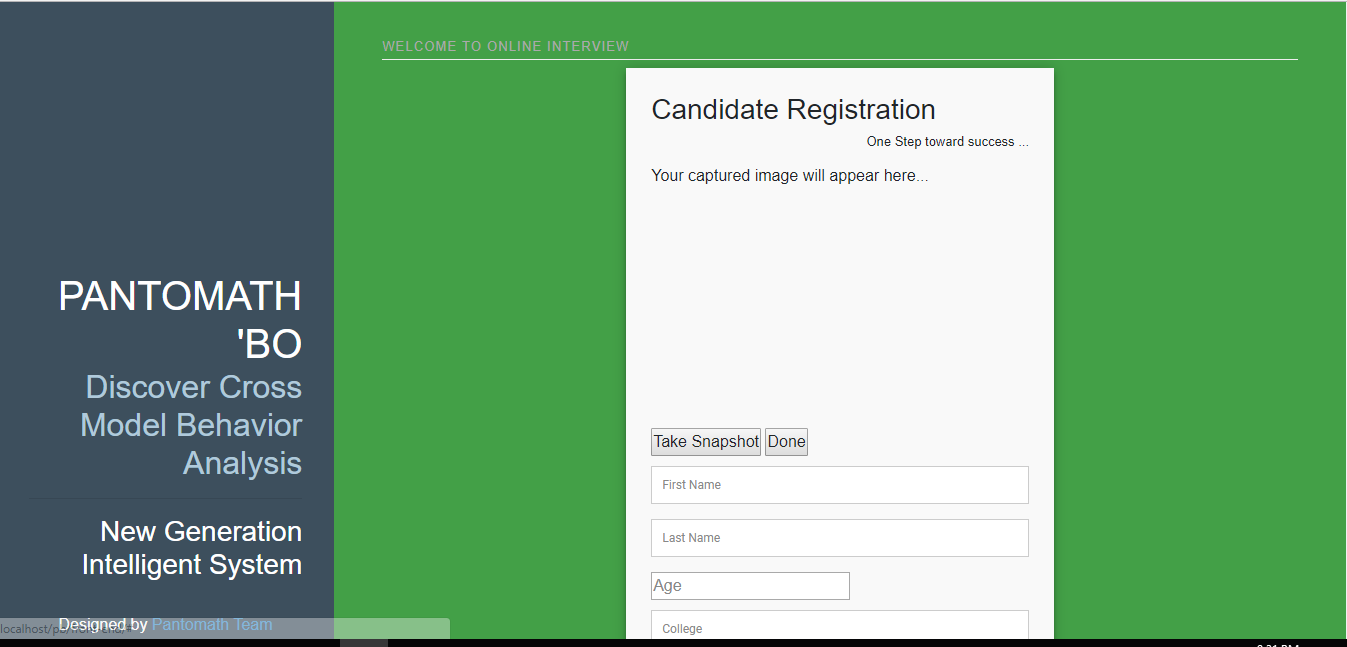 WELCOME TO ONLINE INTERVIEW
Candidate Registration
One Step toward success ...
Your captured image will appear here...
Take Snapshot Done
First Name
Last Name
Age
College
PANTOMATH
'BO
Discover Cross
Model Behavior
Analysis
New Generation
Intelligent System
Designed by Pantomath Team